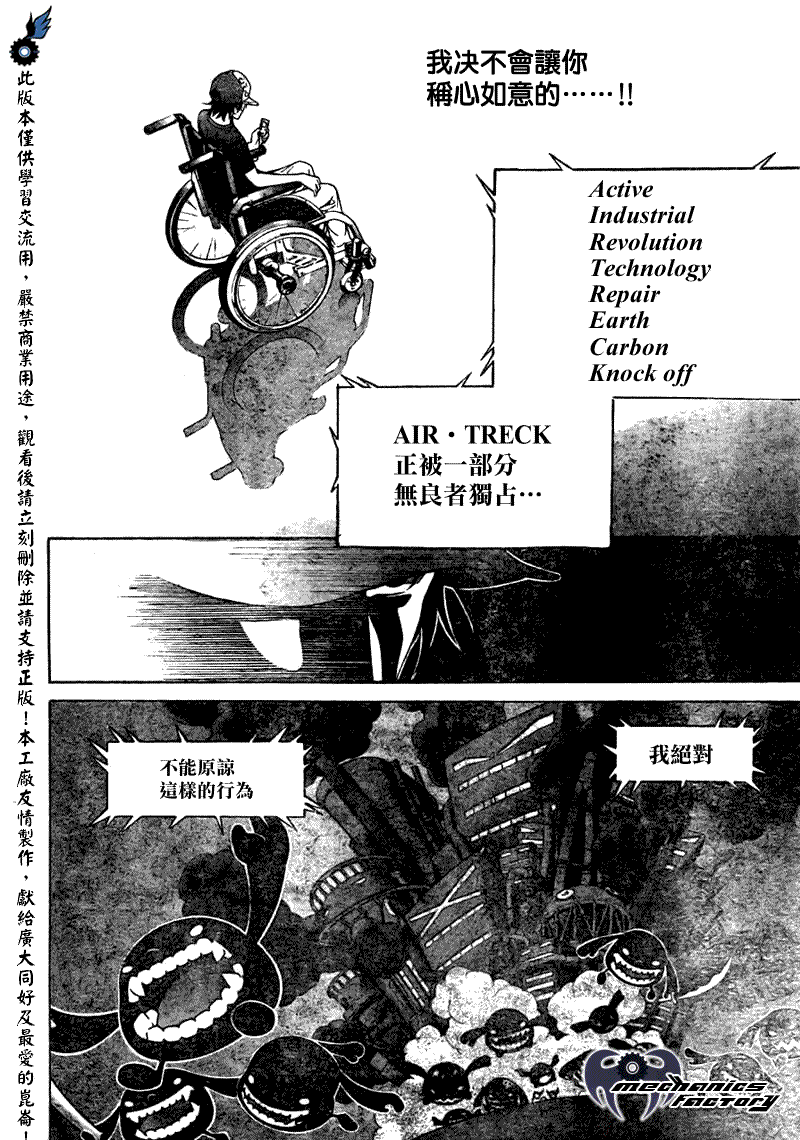 我決不會讓你
稱心如意的……!!
Active
Industrial
Revolution
Technology
Repair
Earth
Carbon
Knock off
AIR・TRECK
正被一部分
無良者獨占…
我絕對
不能原諒
這樣的行為
此版本僅供學習交流用，嚴禁商業用途，觀看後請立刻刪除並請支持正版！本工廠友情製作，獻給廣大同好及最愛的崑崙！
mechanics
Factory